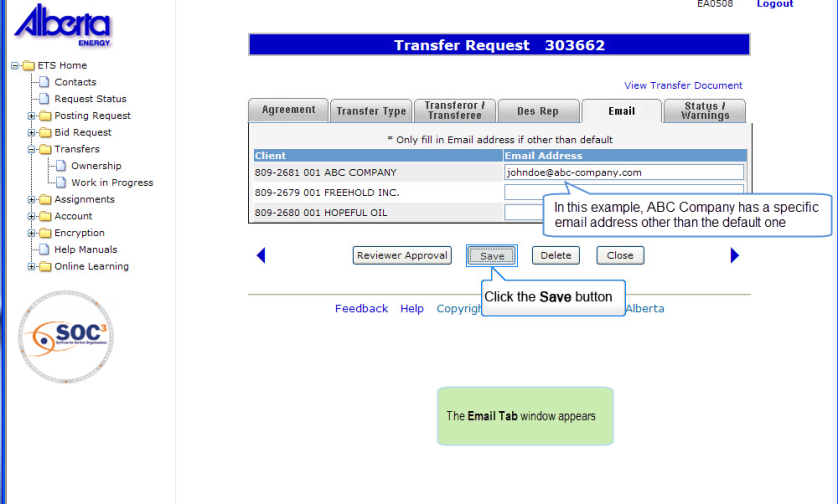 EA0508 Logout
Alberta
ENERGY
Transfer Request 303662
ETS Home
Contacts
Request Status
Posting Request
Bid Request
Transfers
Ownership
Work in Progress
Assignments
Account
Encryption
Help Manuals
Online Learning
View Transfer Document
Agreement
Transfer Type
Transferor /
Transferee
Des Rep
Email
Status /
Warnings
* Only fill in Email address if other than default
Client Email Address
809-2681 001 ABC COMPANY johndoe@abc-company.com
809-2679 001 FREEHOLD INC.
809-2680 001 HOPEFUL OIL
In this example, ABC Company has a specific
email address other than the default one
Reviewer Approval Save Delete Close
Click the Save button
Feedback Help Copyrig Alberta
SOC3
The Email Tab window appears